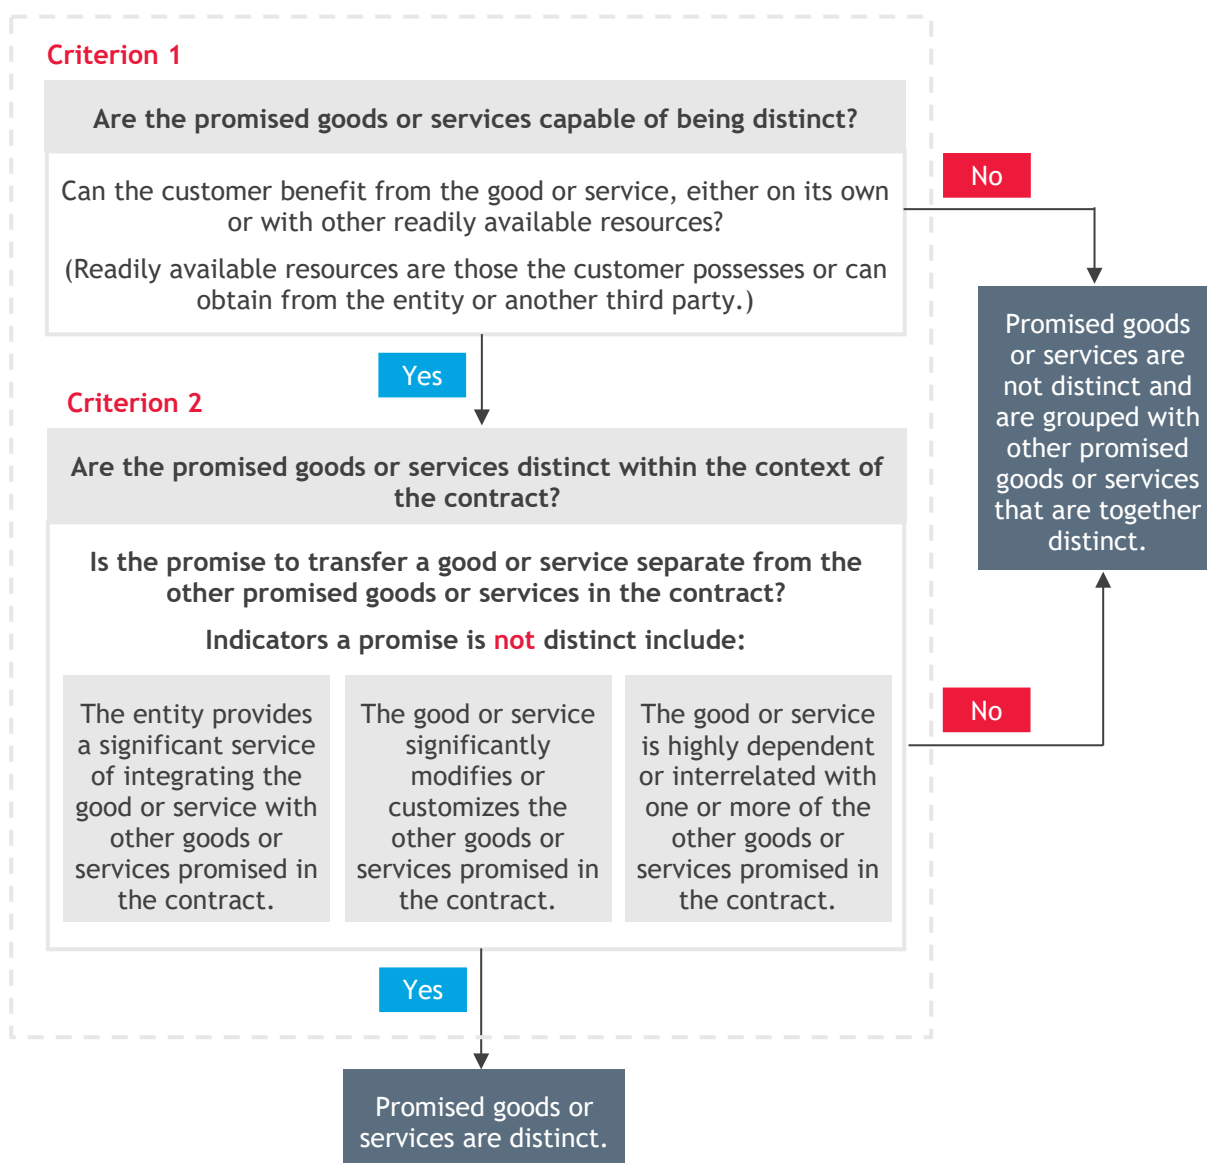 Criterion 1
Are the promised goods or services capable of being distinct?
Can the customer benefit from the good or service, either on its own
or with other readily available resources?
(Readily available resources are those the customer possesses or can
obtain from the entity or another third party.)
No
Promised goods
or services are
not distinct and
are grouped with
other promised
goods or services
that are together
distinct.
Yes
Criterion 2
Are the promised goods or services distinct within the context of
the contract?
Is the promise to transfer a good or service separate from the
other promised goods or services in the contract?
Indicators a promise is not distinct include:
The entity provides
a significant service
of integrating the
good or service with
other goods or
services promised in
the contract.
The good or service
significantly
modifies or
customizes the
other goods or
services promised in
the contract.
The good or service
is highly dependent
or interrelated with
one or more of the
other goods or
services promised in
the contract.
No
Yes
Promised goods or
services are distinct.